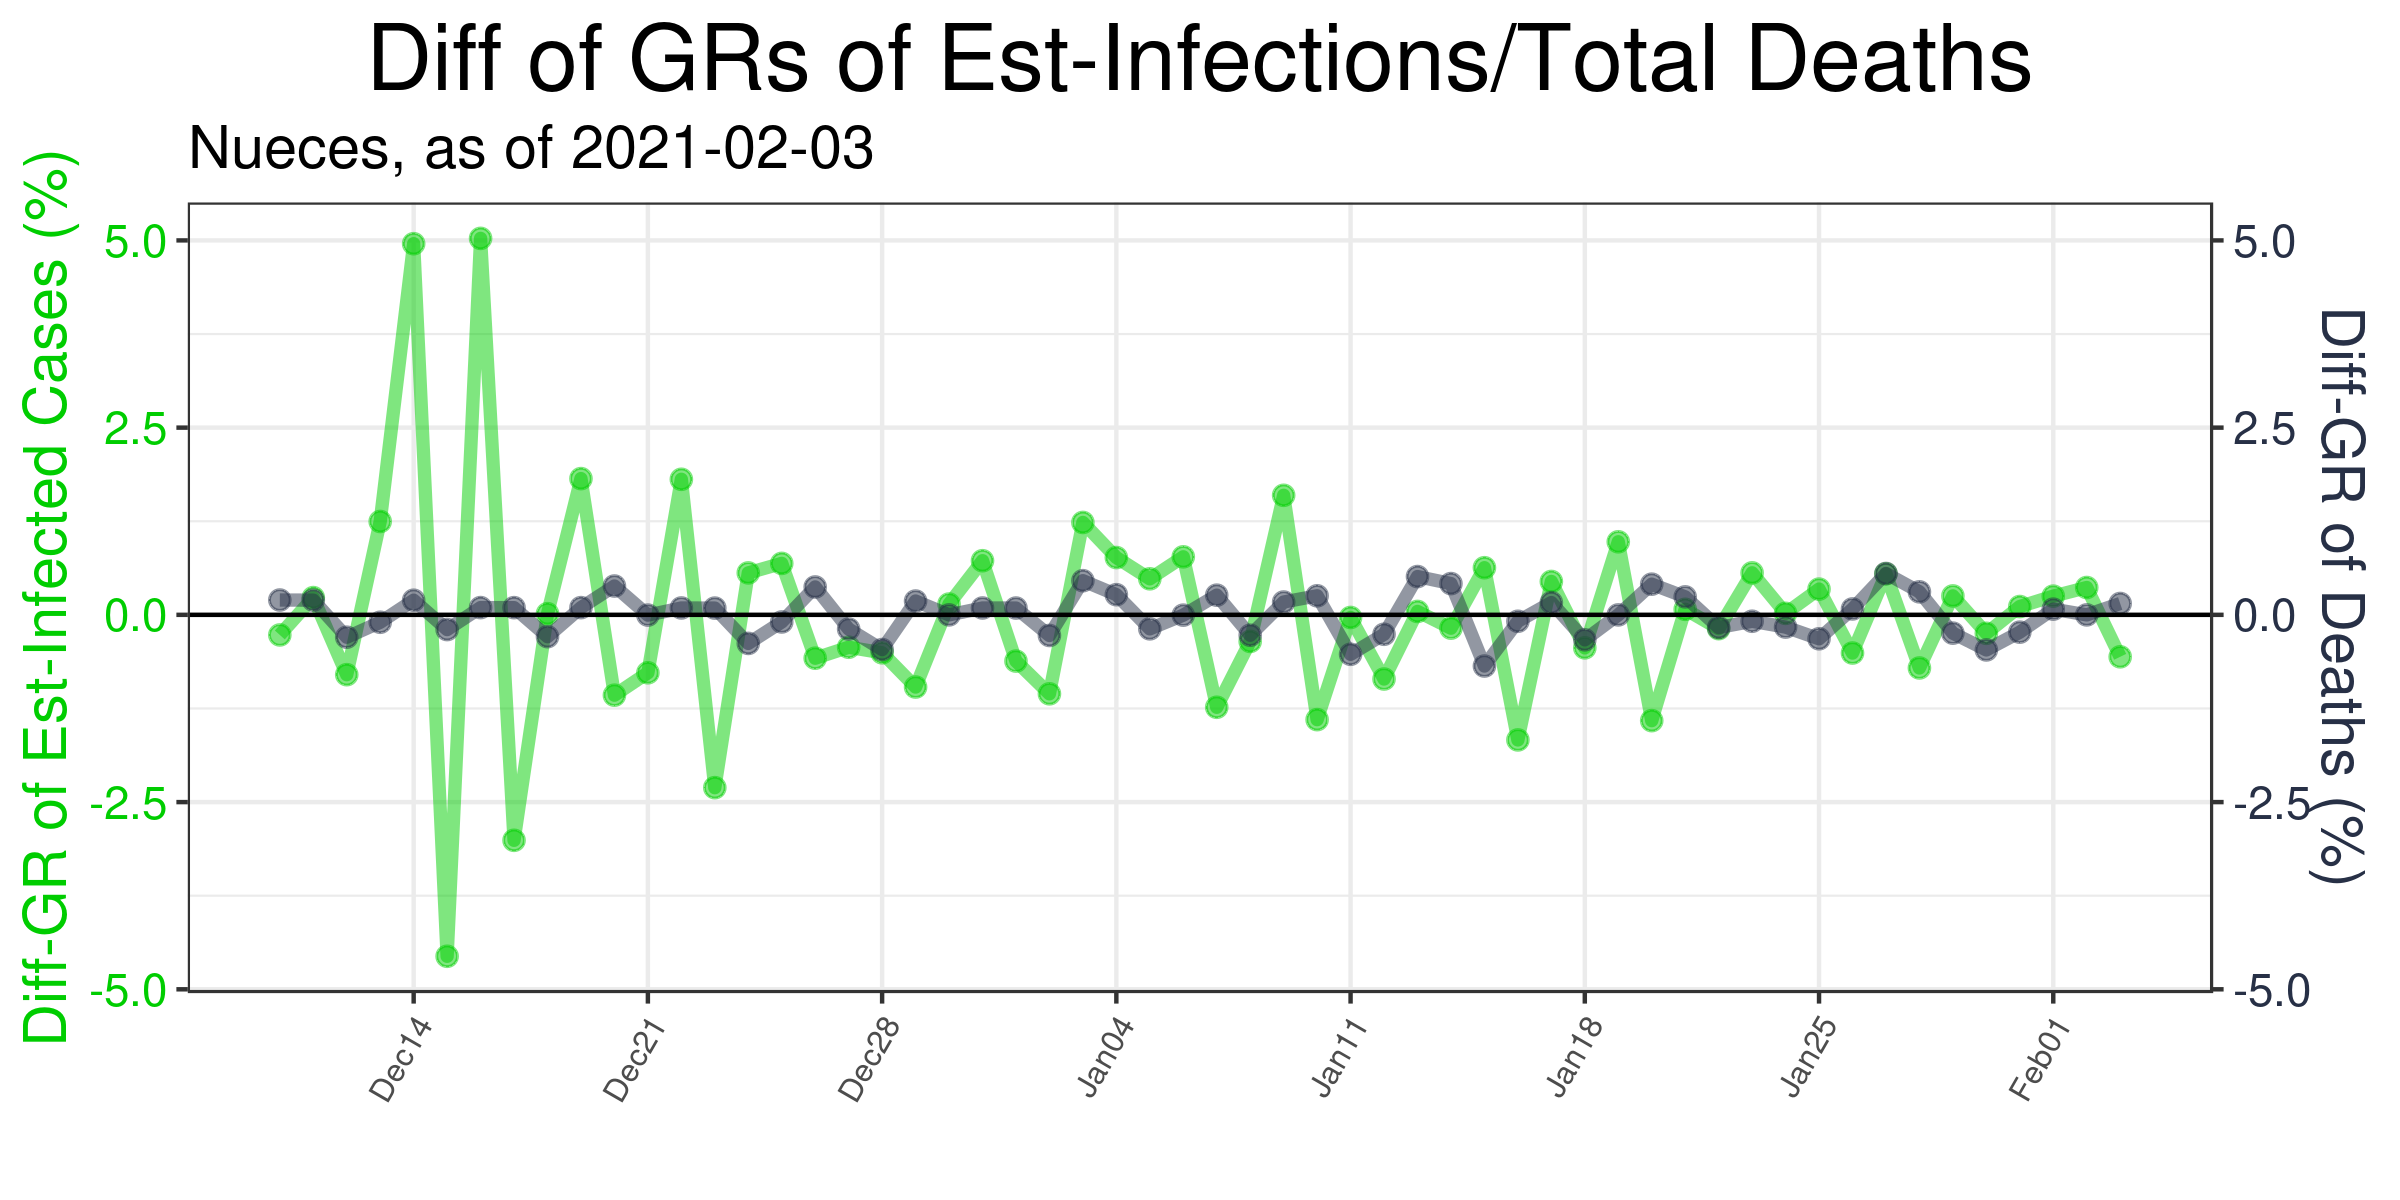 Diff of GRs of Est-Infections/Total Deaths
Nueces, as of 2021-02-03
Diff-GR of Est-Infected Cases (%)
5.0
2.5
0.0
-2.5
-5.0
5.0
2.5
0.0
-2.5
-5.0
Diff-GR of Deaths (%)
Dec14
Dec21
Dec28
Jan04
Jan11
Jan18
Jan25
Feb01